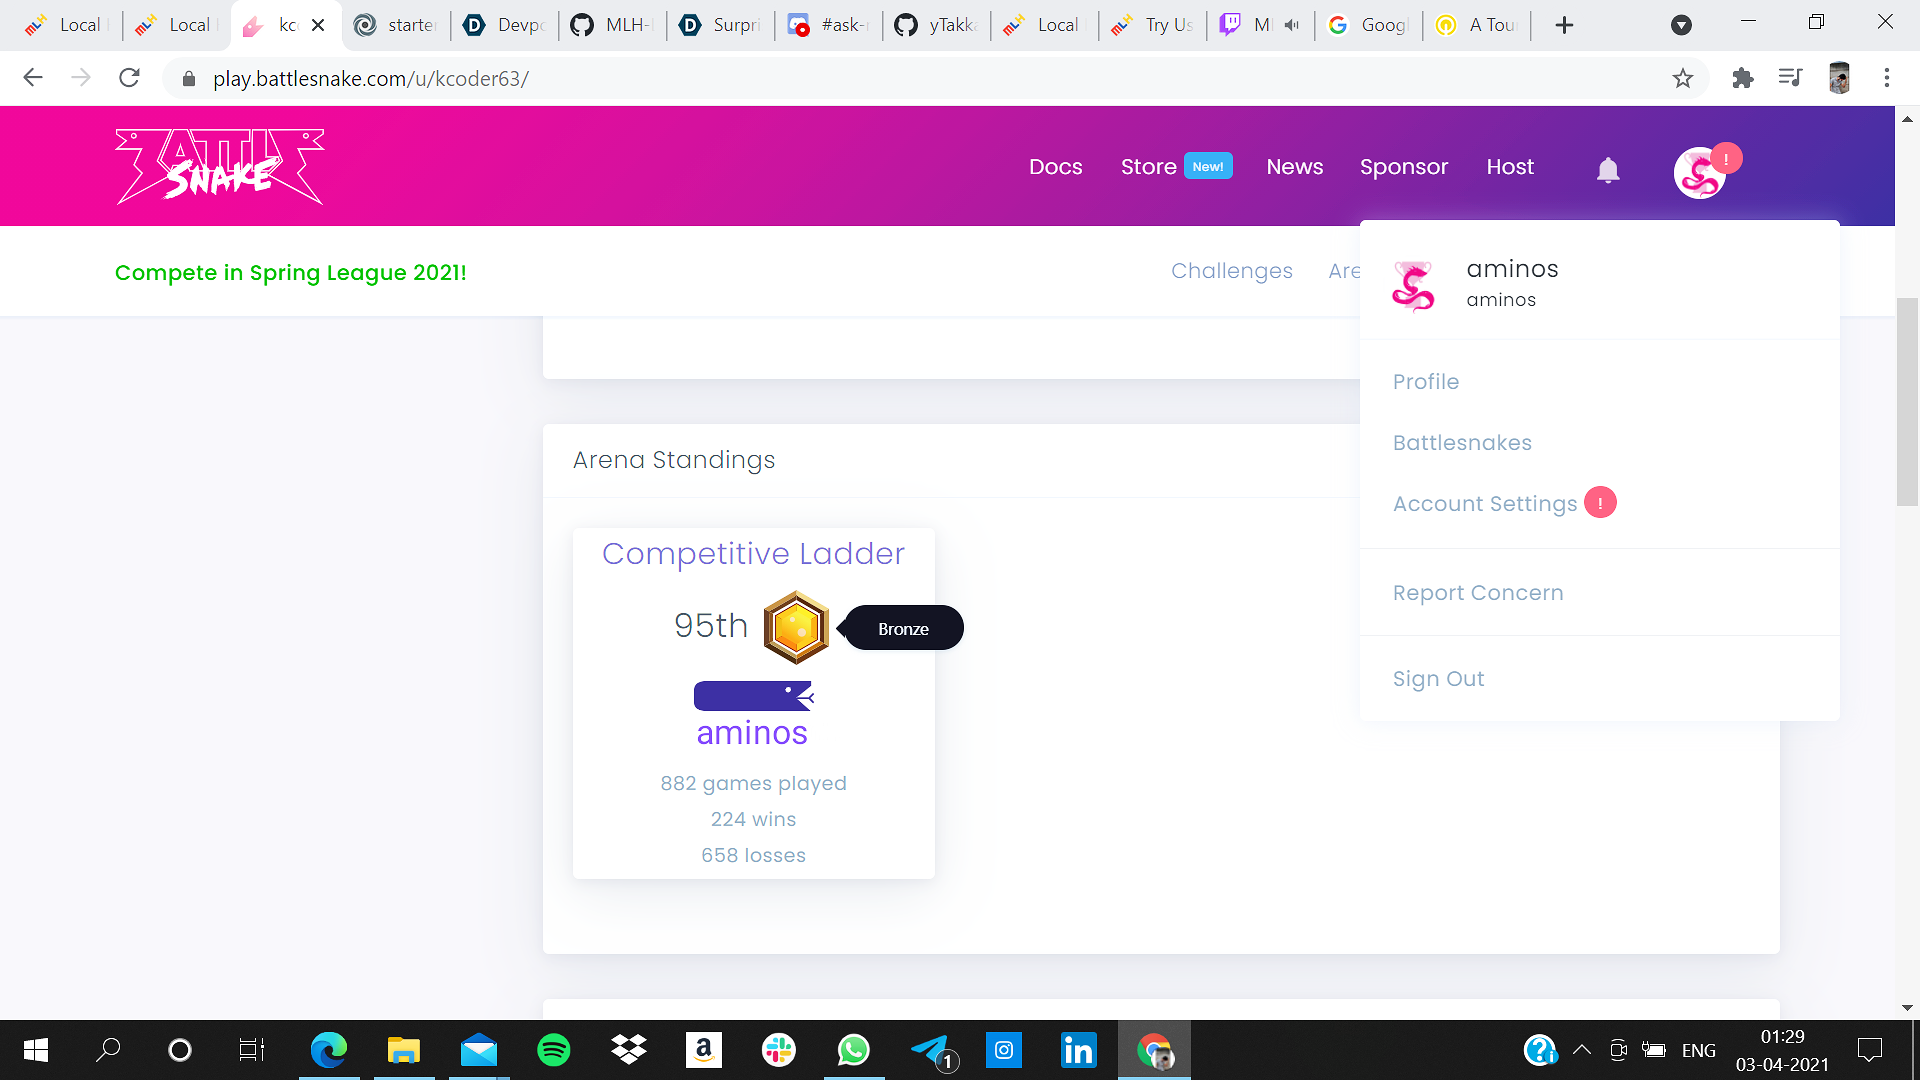 Local
Local
kc
starter
Devpo
MLH-
Surpri
#ask-
yTakka
Local
Try Us
Googl
A Tou
play.battlesnake.com/u/kcoder63/
BATTLE
SNAKE
Docs
Store
New!
News
Sponsor
Host
!
Compete in Spring League 2021!
Challenges
Are
aminos
aminos
Profile
Battlesnakes
Account Settings !
Report Concern
Sign Out
Arena Standings
Competitive Ladder
95th
Bronze
aminos
882 games played
224 wins
658 losses
1
ENG
01:29
03-04-2021